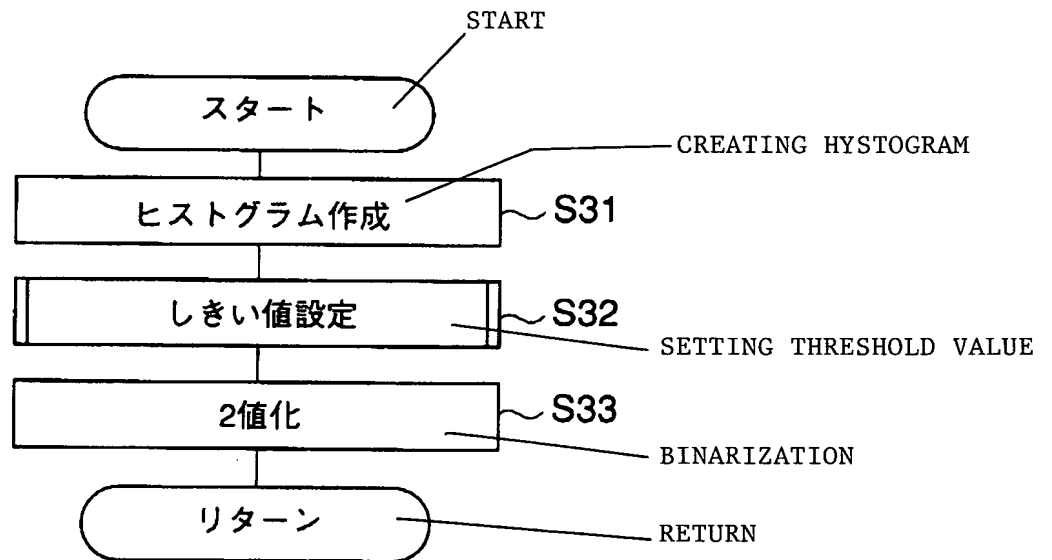 START
スタート
CREATING HYSTOGRAM
ヒストグラム作成 S31
しきい値設定 S32
SETTING THRESHOLD VALUE
2値化 S33
BINARIZATION
リターン
RETURN